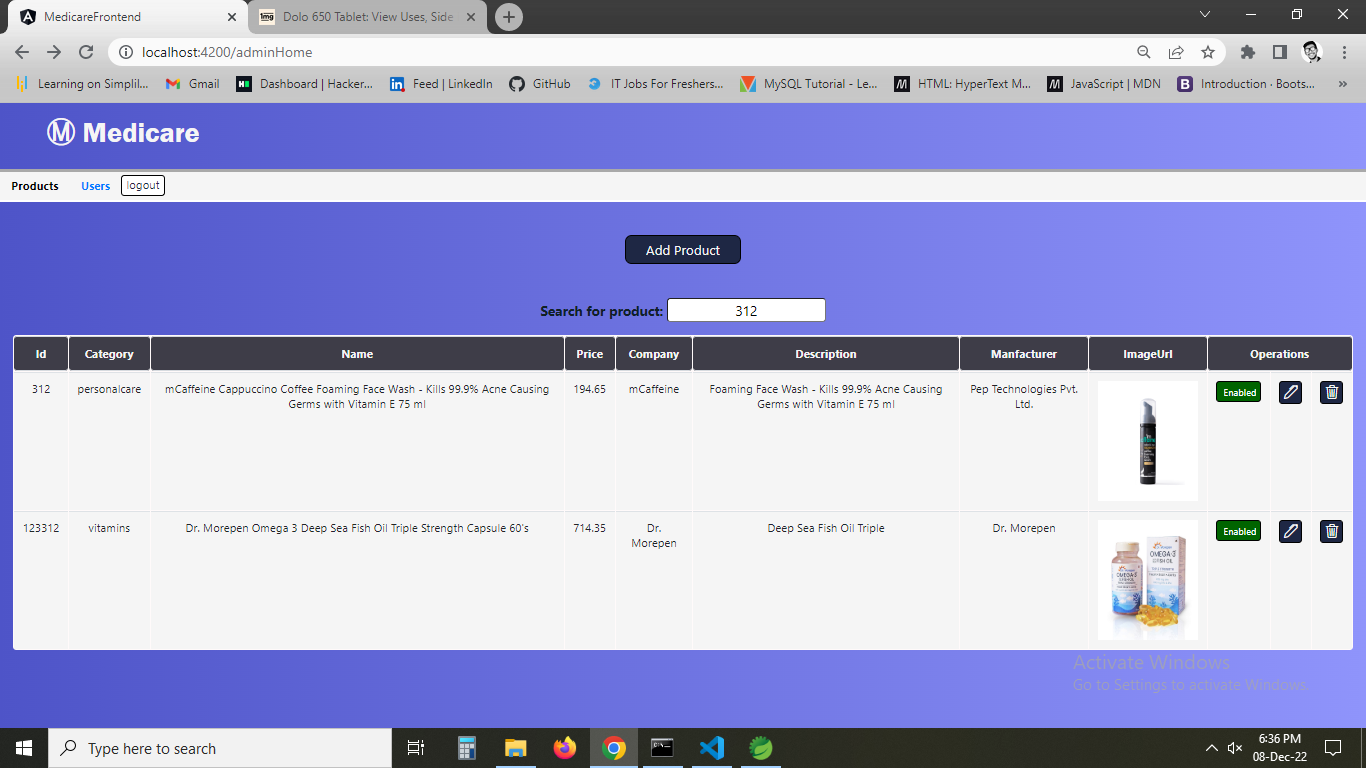 MedicareFrontend
1mg Dolo 650 Tablet: View Uses, Side
localhost:4200/adminHome
Learning on Simplil... Gmail Dashboard | Hacker... Feed | LinkedIn GitHub IT Jobs For Freshers... MySQL Tutorial - Le... HTML: HyperText M... JavaScript | MDN Introduction · Boots... »
Ⓜ Medicare
Products Users logout
Add Product
Search for product: 312
Id Category Name Price Company Description Manfacturer ImageUrl Operations
312 personalcare mCaffeine Cappuccino Coffee Foaming Face Wash - Kills 99.9% Acne Causing 194.65 mCaffeine Foaming Face Wash - Kills 99.9% Acne Causing Pep Technologies Pvt. Enabled
Germs with Vitamin E 75 ml Germs with Vitamin E 75 ml Ltd.
123312 vitamins Dr. Morepen Omega 3 Deep Sea Fish Oil Triple Strength Capsule 60's 714.35 Dr. Deep Sea Fish Oil Triple Dr. Morepen Enabled
Morepen
OMEGA-3
OMEGA-3
Activate Windows
Go to Settings to activate Windows.
Type here to search
6:36 PM
08-Dec-22